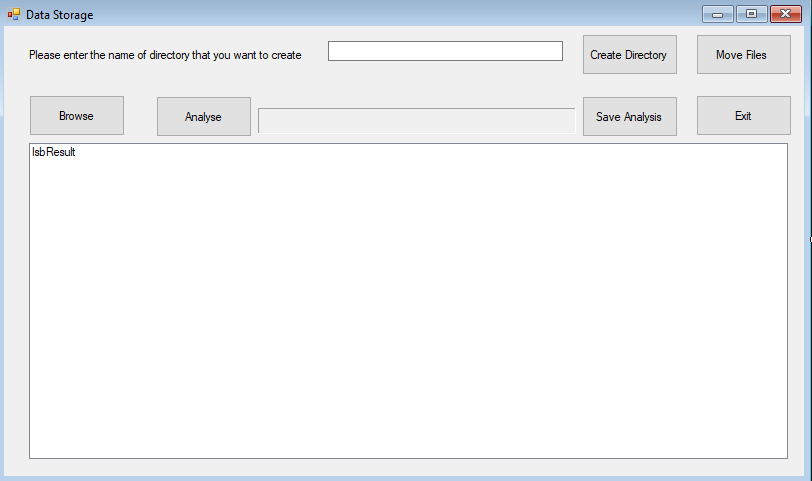 Data Storage
Please enter the name of directory that you want to create
Create Directory
Move Files
Browse
Analyse
Save Analysis
Exit
lsbResult